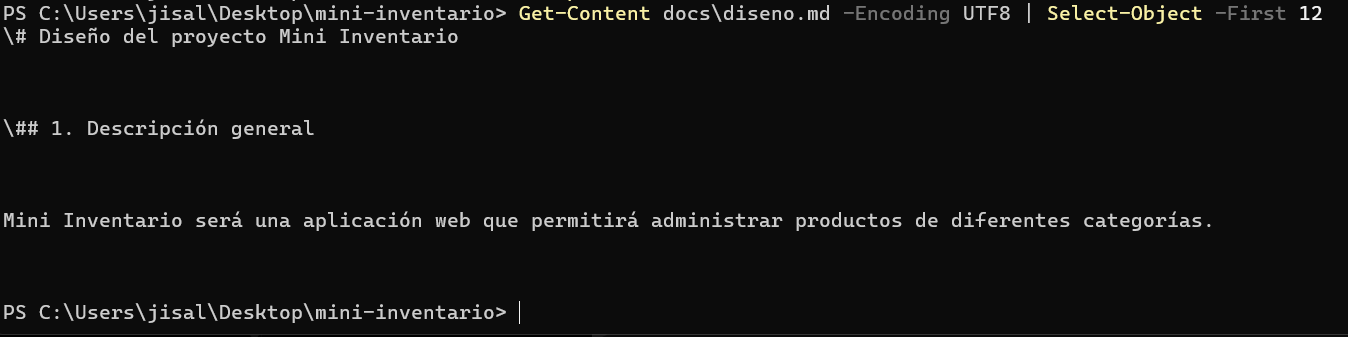 PS C:\Users\jisal\Desktop\mini-inventario> Get-Content docs\diseno.md -Encoding UTF8 | Select-Object -First 12
\# Diseño del proyecto Mini Inventario
\## 1. Descripción general
Mini Inventario será una aplicación web que permitirá administrar productos de diferentes categorías.
PS C:\Users\jisal\Desktop\mini-inventario>